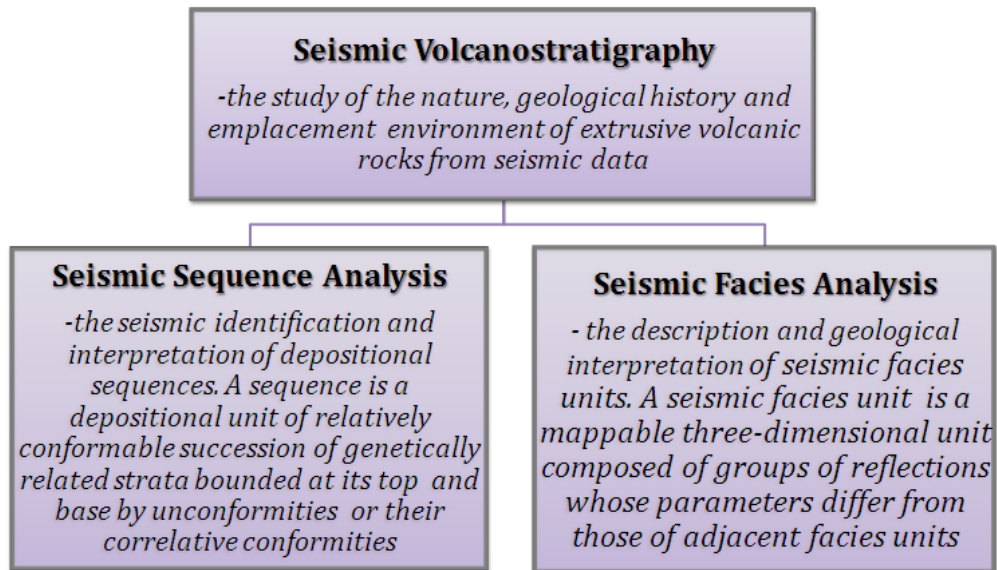 Seismic Volcanostratigraphy
-the study of the nature, geological history and
emplacement environment of extrusive volcanic
rocks from seismic data
Seismic Sequence Analysis
-the seismic identification and
interpretation of depositional
sequences. A sequence is a
depositional unit of relatively
conformable succession of genetically
related strata bounded at its top and
base by unconformities or their
correlative conformities
Seismic Facies Analysis
- the description and geological
interpretation of seismic facies
units. A seismic facies unit is a
mappable three-dimensional unit
composed of groups of reflections
whose parameters differ from
those of adjacent facies units